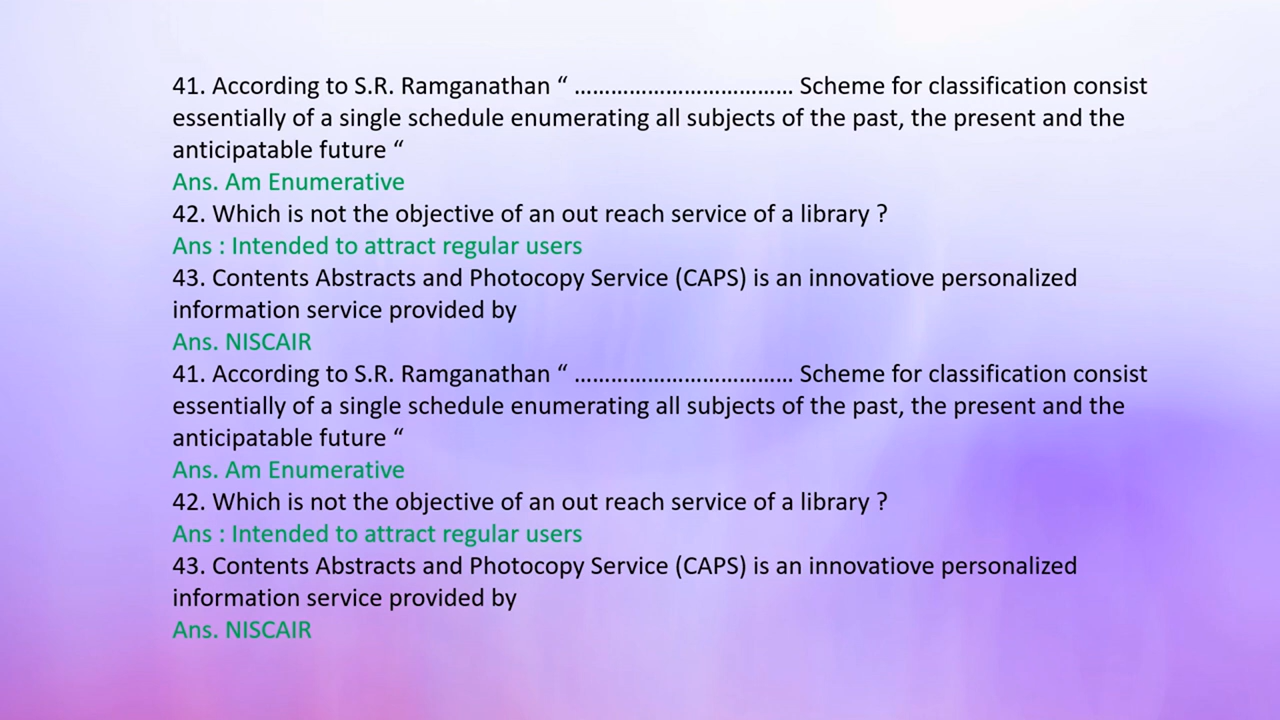 41. According to S.R. Ramganathan “ ………………………………. Scheme for classification consist
essentially of a single schedule enumerating all subjects of the past, the present and the
anticipatable future “
Ans. Am Enumerative
42. Which is not the objective of an out reach service of a library ?
Ans : Intended to attract regular users
43. Contents Abstracts and Photocopy Service (CAPS) is an innovatiove personalized
information service provided by
Ans. NISCAIR
41. According to S.R. Ramganathan “ ………………………………. Scheme for classification consist
essentially of a single schedule enumerating all subjects of the past, the present and the
anticipatable future “
Ans. Am Enumerative
42. Which is not the objective of an out reach service of a library ?
Ans : Intended to attract regular users
43. Contents Abstracts and Photocopy Service (CAPS) is an innovatiove personalized
information service provided by
Ans. NISCAIR